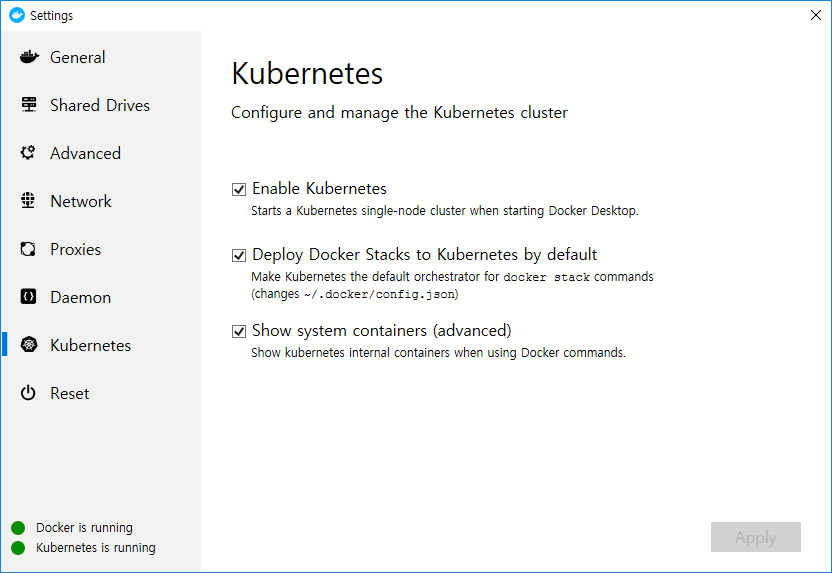 Settings
General
Shared Drives
Advanced
Network
Proxies
Daemon
Kubernetes
Reset
Docker is running
Kubernetes is running
Kubernetes
Configure and manage the Kubernetes cluster
Enable Kubernetes
Starts a Kubernetes single-node cluster when starting Docker Desktop.
Deploy Docker Stacks to Kubernetes by default
Make Kubernetes the default orchestrator for docker stack commands
(changes ~/.docker/config.json)
Show system containers (advanced)
Show kubernetes internal containers when using Docker commands.
Apply